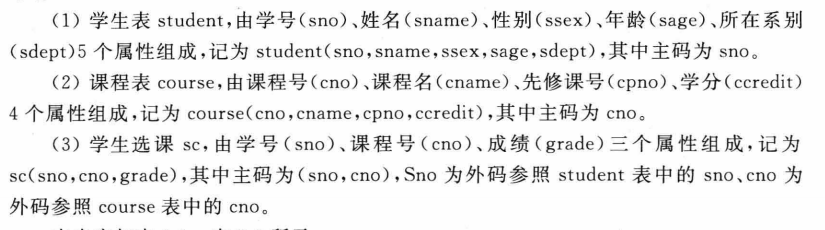 (1) 学生表 student,由学号(sno)、姓名(sname)、性别(ssex)、年龄(sage)、所在系别
(sdept)5 个属性组成,记为 student(sno,sname,ssex,sage,sdept),其中主码为 sno。
(2) 课程表 course,由课程号(cno)、课程名(cname)、先修课号(cpno)、学分(ccredit)
4 个属性组成,记为 course(cno,cname,cpno,ccredit),其中主码为 cno。
(3) 学生选课 sc,由学号(sno)、课程号(cno)、成绩(grade)三个属性组成,记为
sc(sno,cno,grade),其中主码为(sno,cno),Sno 为外码参照 student 表中的 sno、cno 为
外码参照 course 表中的 cno。